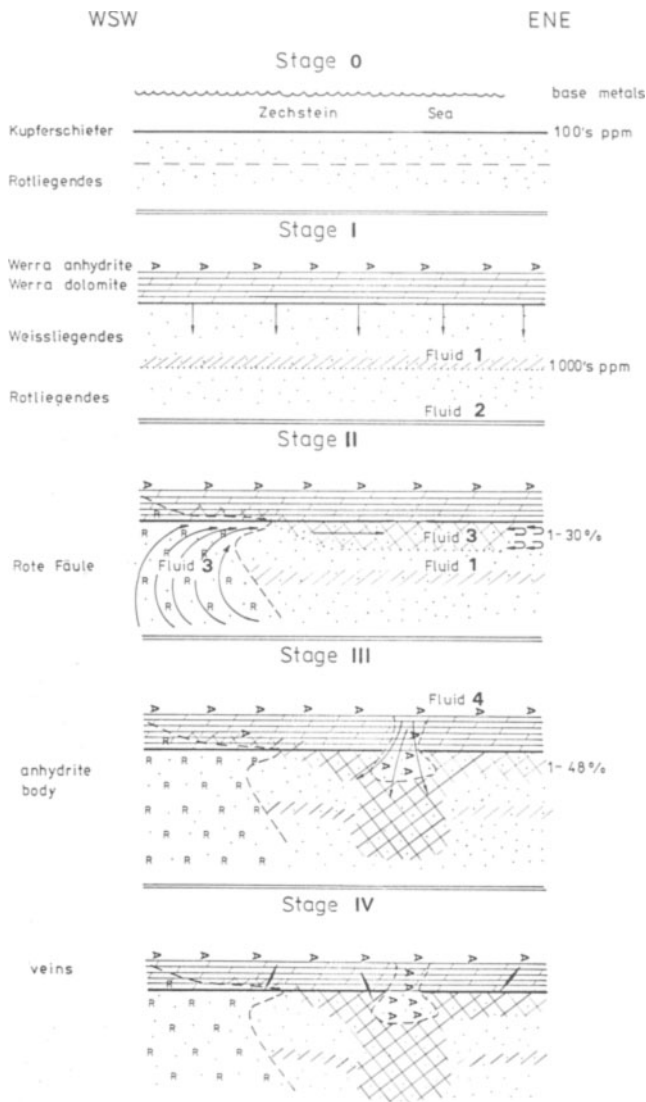 WSW ENE
Stage 0
base metals
Zechstein Sea
Kupferschiefer 100's ppm
Rotliegendes
Stage I
A A A A A A A A
Werra anhydrite
Werra dolomite
Weissliegendes
Fluid 1
1000's ppm
Rotliegendes
Fluid 2
Stage II
A A A A A A A A
R R
Fluid 3 Fluid 3 1-30%
Fluid 1
Rote Fäule
R R R R R R
Stage III
Fluid 4
A A A A A A A A
anhydrite
body
1-48%
A A A A
R R R R R R
Stage IV
A A A A A A A A
veins
A A A A A
R R R R R R